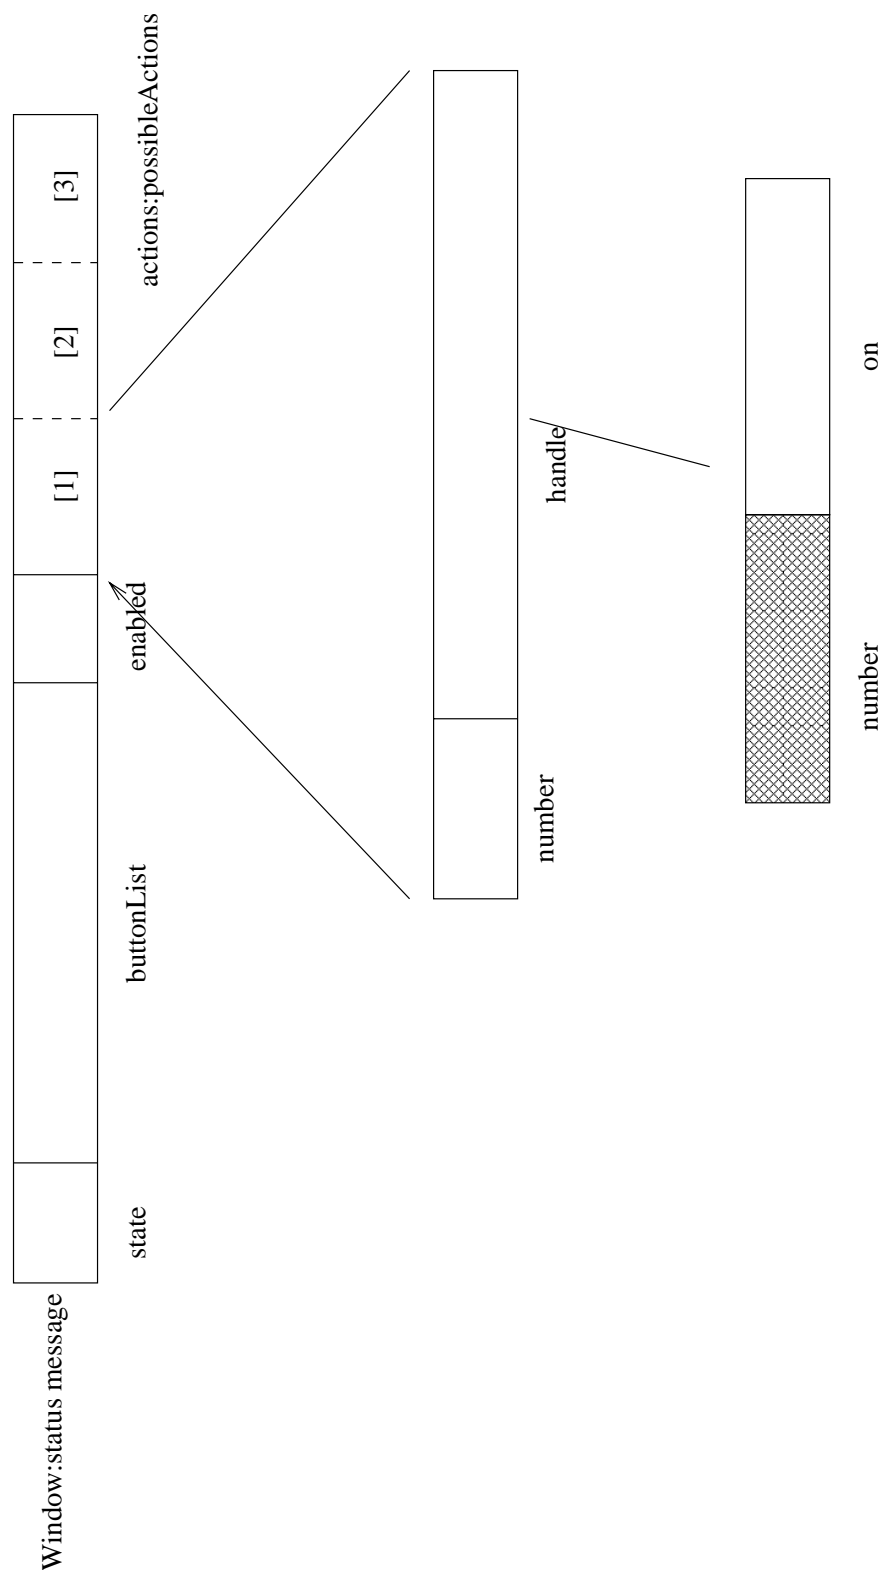 Window:status message
state
buttonList
enabled
[1]
[2]
[3]
actions:possibleActions
number
handle
number
on